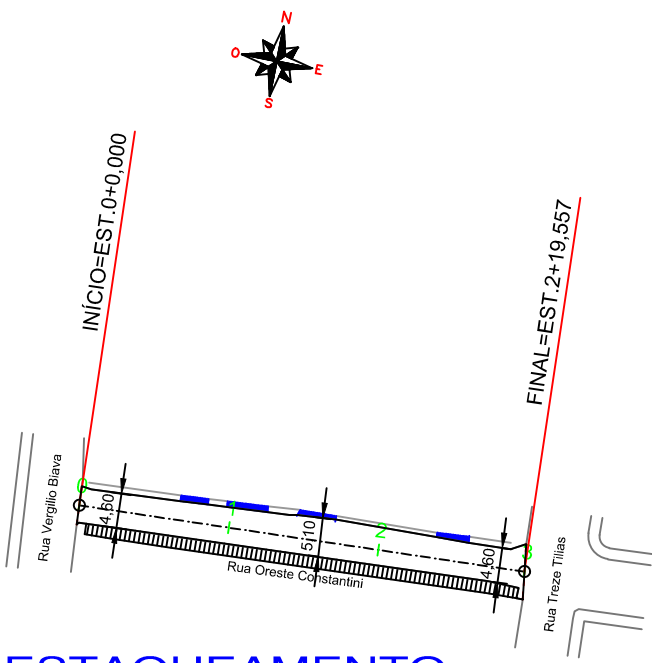 N
O
E
S
INÍCIO=EST.0+0,000
FINAL=EST.2+19,557
Rua Vergilio Biava
0
4,60
1
5,10
2
4,60
3
Rua Oreste Constantini
Rua Treze Tilias
ESTAQUEAMENTO